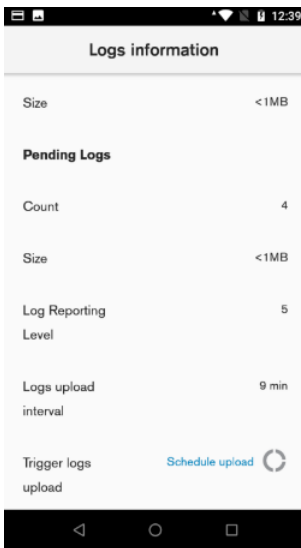 12:39
Logs information
Size <1MB
Pending Logs
Count 4
Size <1MB
Log Reporting 5
Level
Logs upload 9 min
interval
Trigger logs Schedule upload
upload